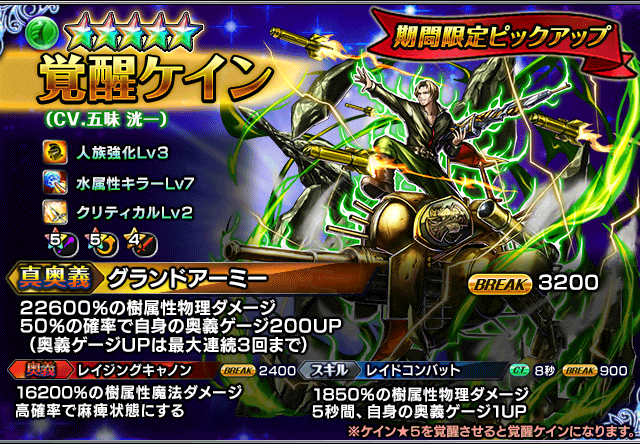 期間限定ピックアップ
覚醒ケイン
(CV.五味 洸一)
人族強化Lv3
水属性キラーLv7
クリティカルLv2
5 5 4
真奥義 グランドアーミー BREAK 3200
22600%の樹属性物理ダメージ
50%の確率で自身の奥義ゲージ200UP
(奥義ゲージUPは最大連続3回まで)
奥義 レイジングキャノン BREAK 2400
16200%の樹属性魔法ダメージ
高確率で麻痺状態にする
スキル レイドコンバット CT 8秒 BREAK 900
1850%の樹属性物理ダメージ
5秒間、自身の奥義ゲージ1UP
※ケイン★5を覚醒させると覚醒ケインになります。